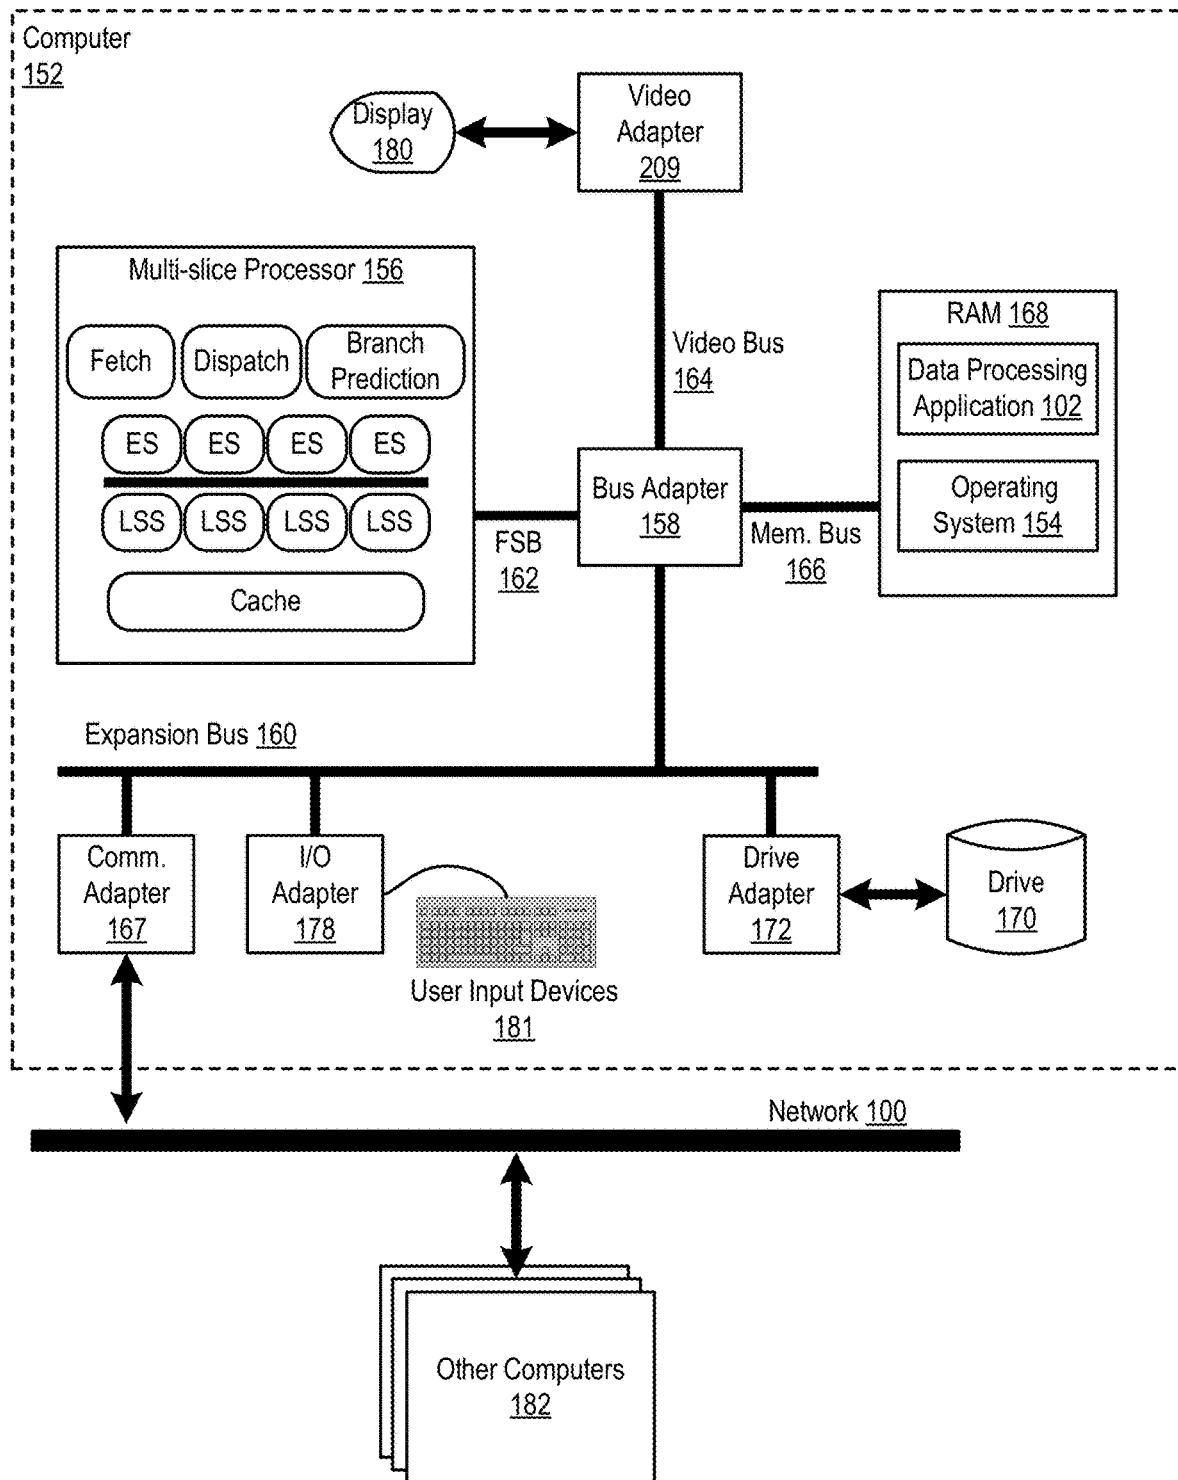 Computer
152
Display
180
Video
Adapter
209
Multi-slice Processor 156
Fetch
Dispatch
Branch
Prediction
ES
ES
ES
ES
LSS
LSS
LSS
LSS
Cache
Video Bus
164
RAM 168
Data Processing
Application 102
Operating
System 154
Bus Adapter
158
FSB
162
Mem. Bus
166
Expansion Bus 160
Comm.
Adapter
167
I/O
Adapter
178
User Input Devices
181
Drive
Adapter
172
Drive
170
Network 100
Other Computers
182